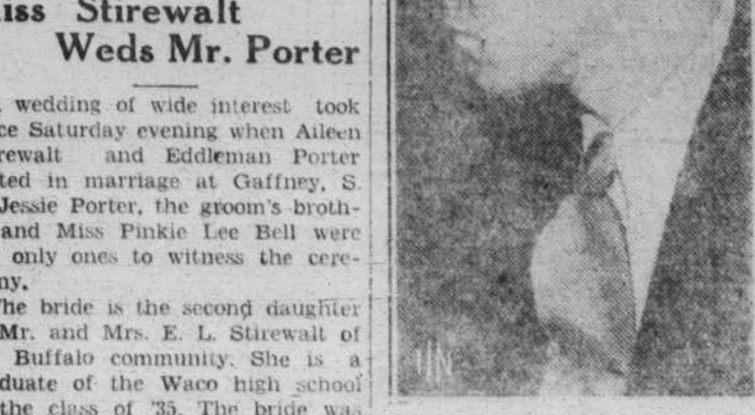 iss Stirewalt
Weds Mr. Porter
wedding of wide interest took
ce Saturday evening when Aileen
rewalt and Eddleman Porter
ted in marriage at Gaffney, S.
Jessie Porter, the groom's broth-
and Miss Pinkie Lee Bell were
only ones to witness the cere-
ny.
he bride is the second daughter
Mr. and Mrs. E. L. Stirewalt of
Buffalo community. She is a
duate of the Waco high school
the class of '35. The bride was